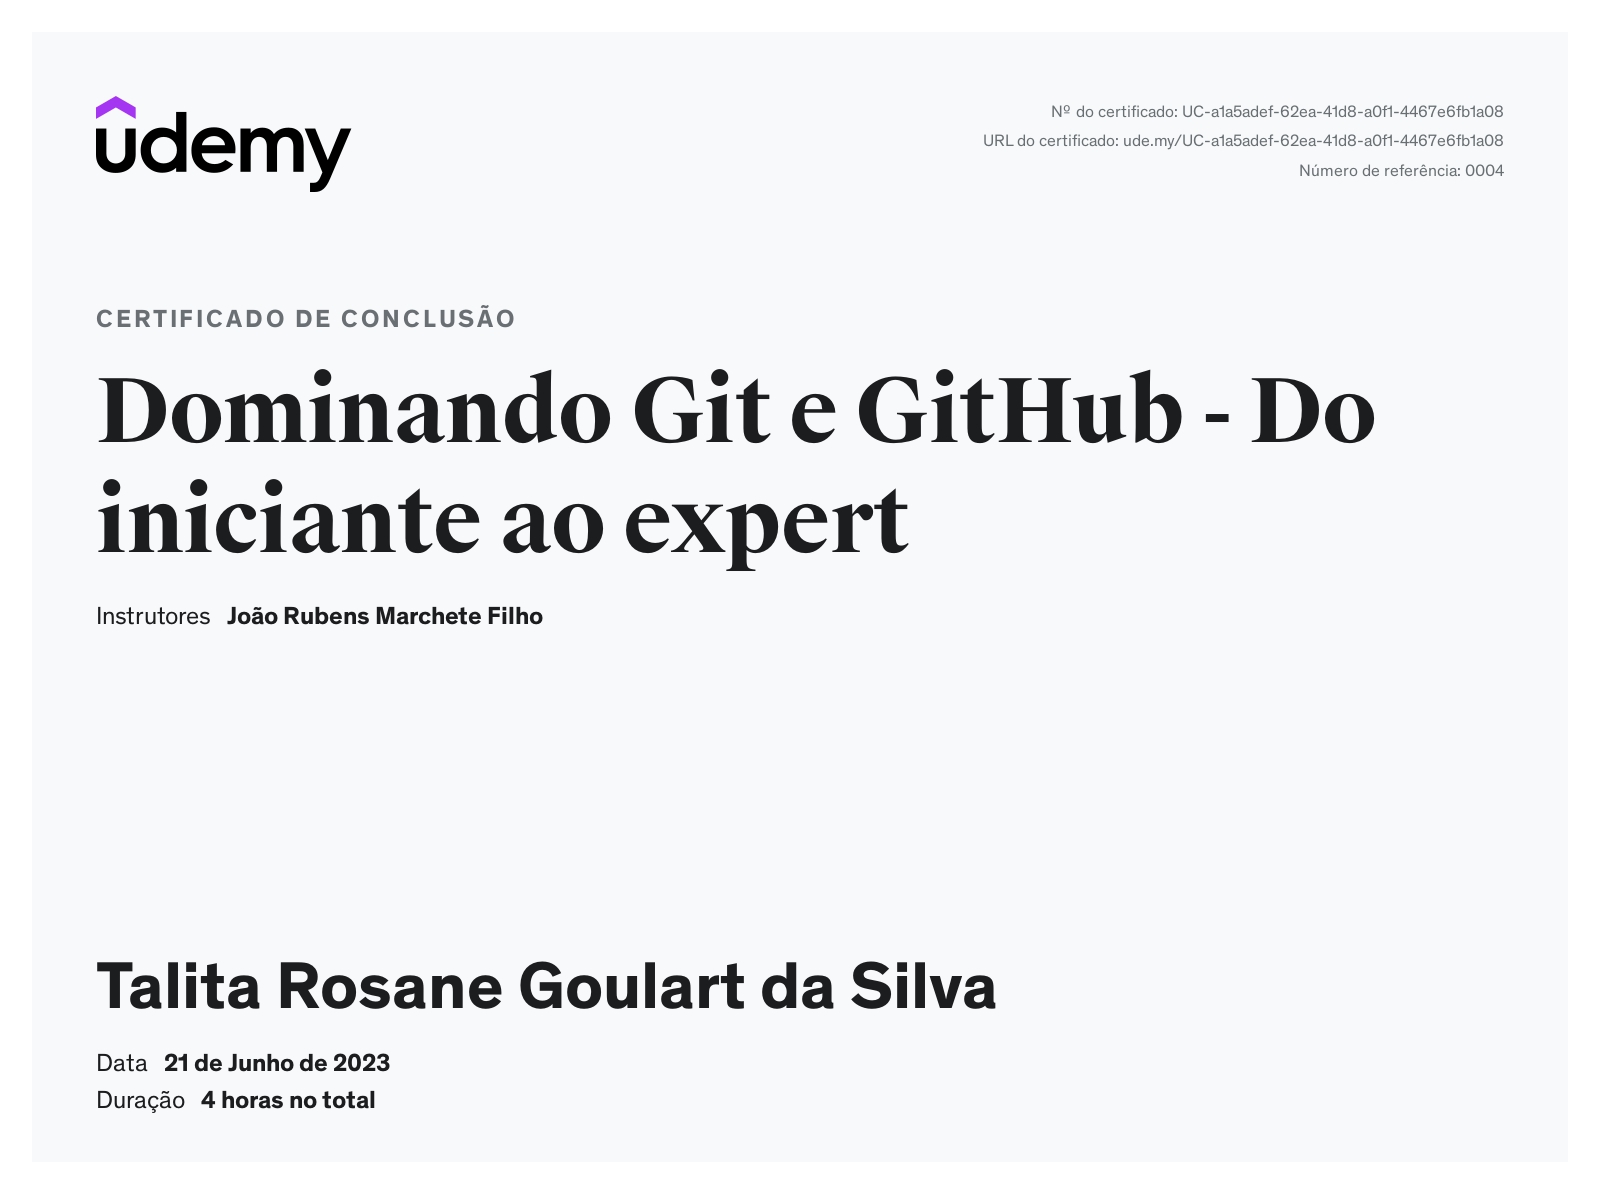 udemy
Nº do certificado: UC-a1a5adef-62ea-41d8-a0f1-4467e6fb1a08
URL do certificado: ude.my/UC-a1a5adef-62ea-41d8-a0f1-4467e6fb1a08
Número de referência: 0004
CERTIFICADO DE CONCLUSÃO
Dominando Git e GitHub - Do
iniciante ao expert
Instrutores João Rubens Marchete Filho
Talita Rosane Goulart da Silva
Data 21 de Junho de 2023
Duração 4 horas no total